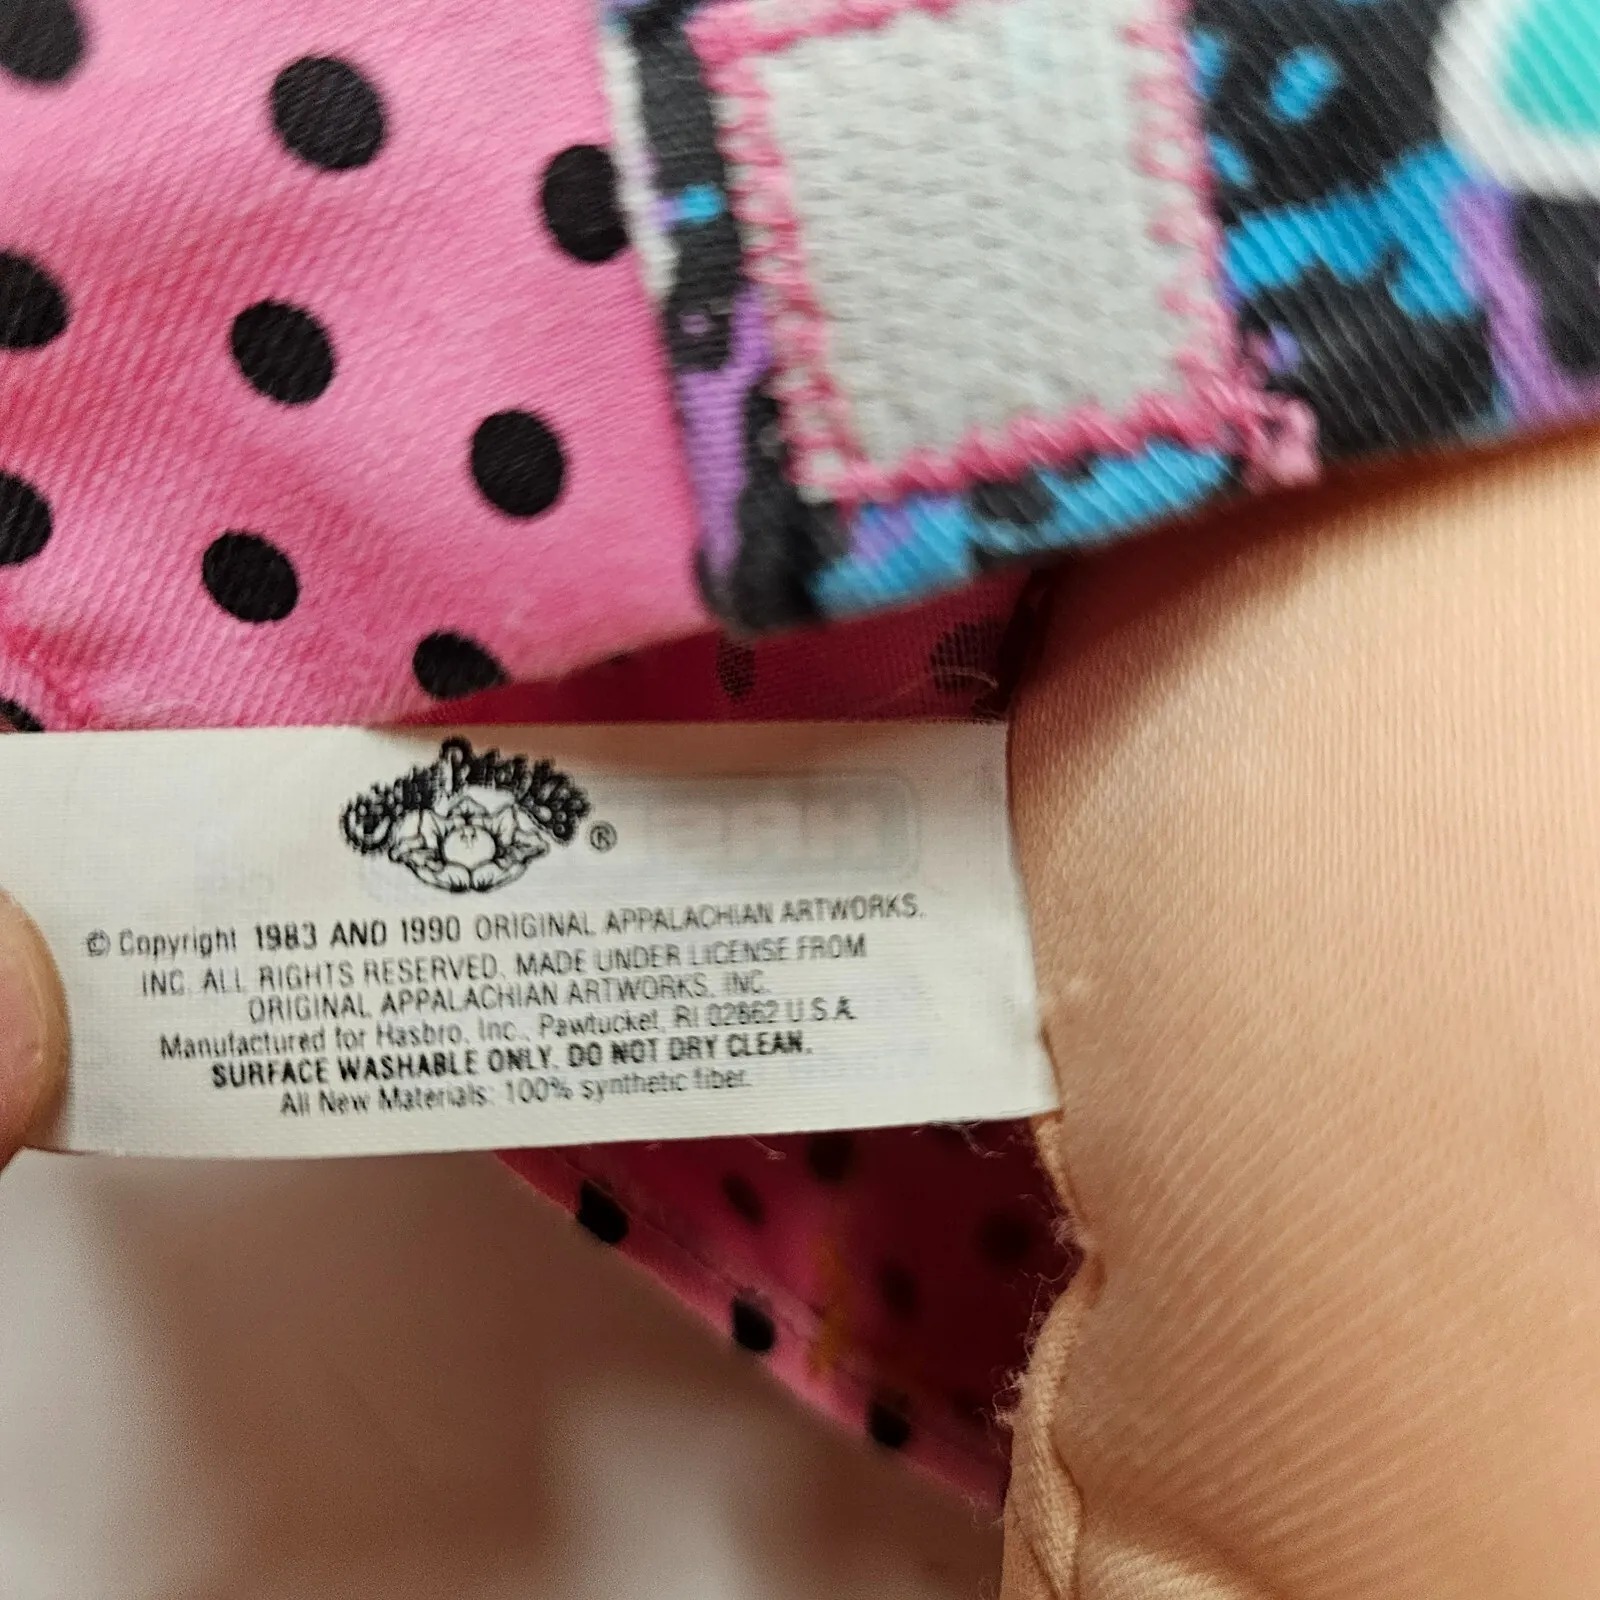 Cabbage Patch Kids ®
© Copyright 1983 AND 1990 ORIGINAL APPALACHIAN ARTWORKS.
INC. ALL RIGHTS RESERVED. MADE UNDER LICENSE FROM
ORIGINAL APPALACHIAN ARTWORKS. INC.
Manufactured for Hasbro, Inc., Pawtucket, RI 02862 U.S.A.
SURFACE WASHABLE ONLY. DO NOT DRY CLEAN.
All New Materials: 100% synthetic fiber.